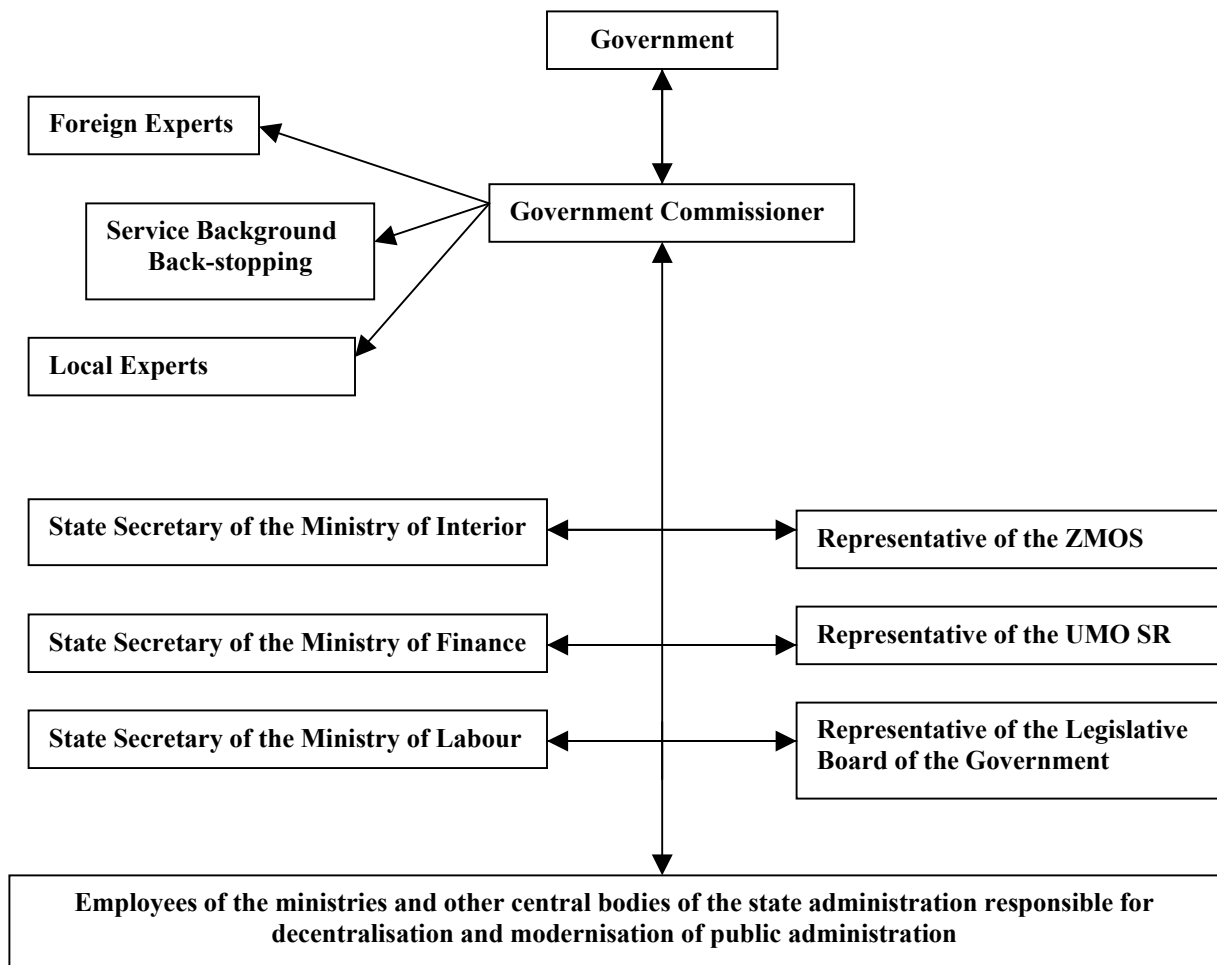 Government
Foreign Experts
Government Commissioner
Service Background
Back-stopping
Local Experts
State Secretary of the Ministry of Interior
Representative of the ZMOS
State Secretary of the Ministry of Finance
Representative of the UMO SR
State Secretary of the Ministry of Labour
Representative of the Legislative
Board of the Government
Employees of the ministries and other central bodies of the state administration responsible for
decentralisation and modernisation of public administration